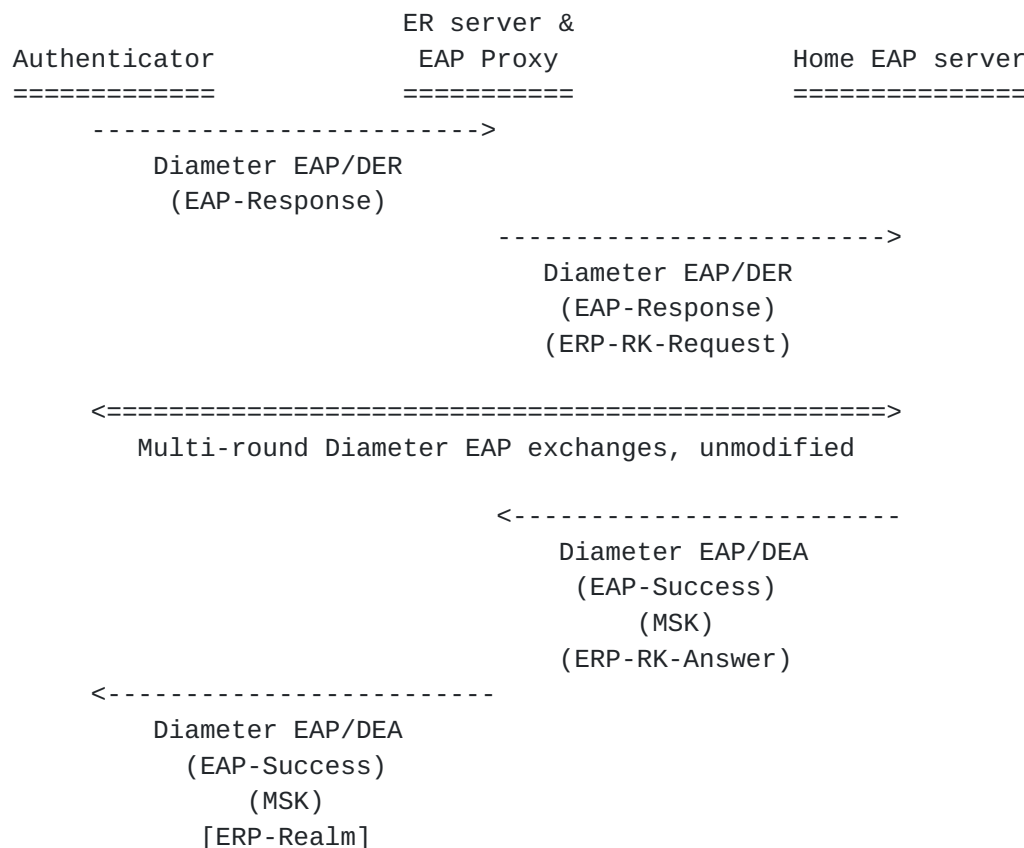 ER server &
Authenticator EAP Proxy Home EAP server
============= =========== ===============
------------------------->
Diameter EAP/DER
(EAP-Response)
------------------------->
Diameter EAP/DER
(EAP-Response)
(ERP-RK-Request)
<==================================================>
Multi-round Diameter EAP exchanges, unmodified
<-------------------------
Diameter EAP/DEA
(EAP-Success)
(MSK)
(ERP-RK-Answer)
<-------------------------
Diameter EAP/DEA
(EAP-Success)
(MSK)
[ERP-Realm]